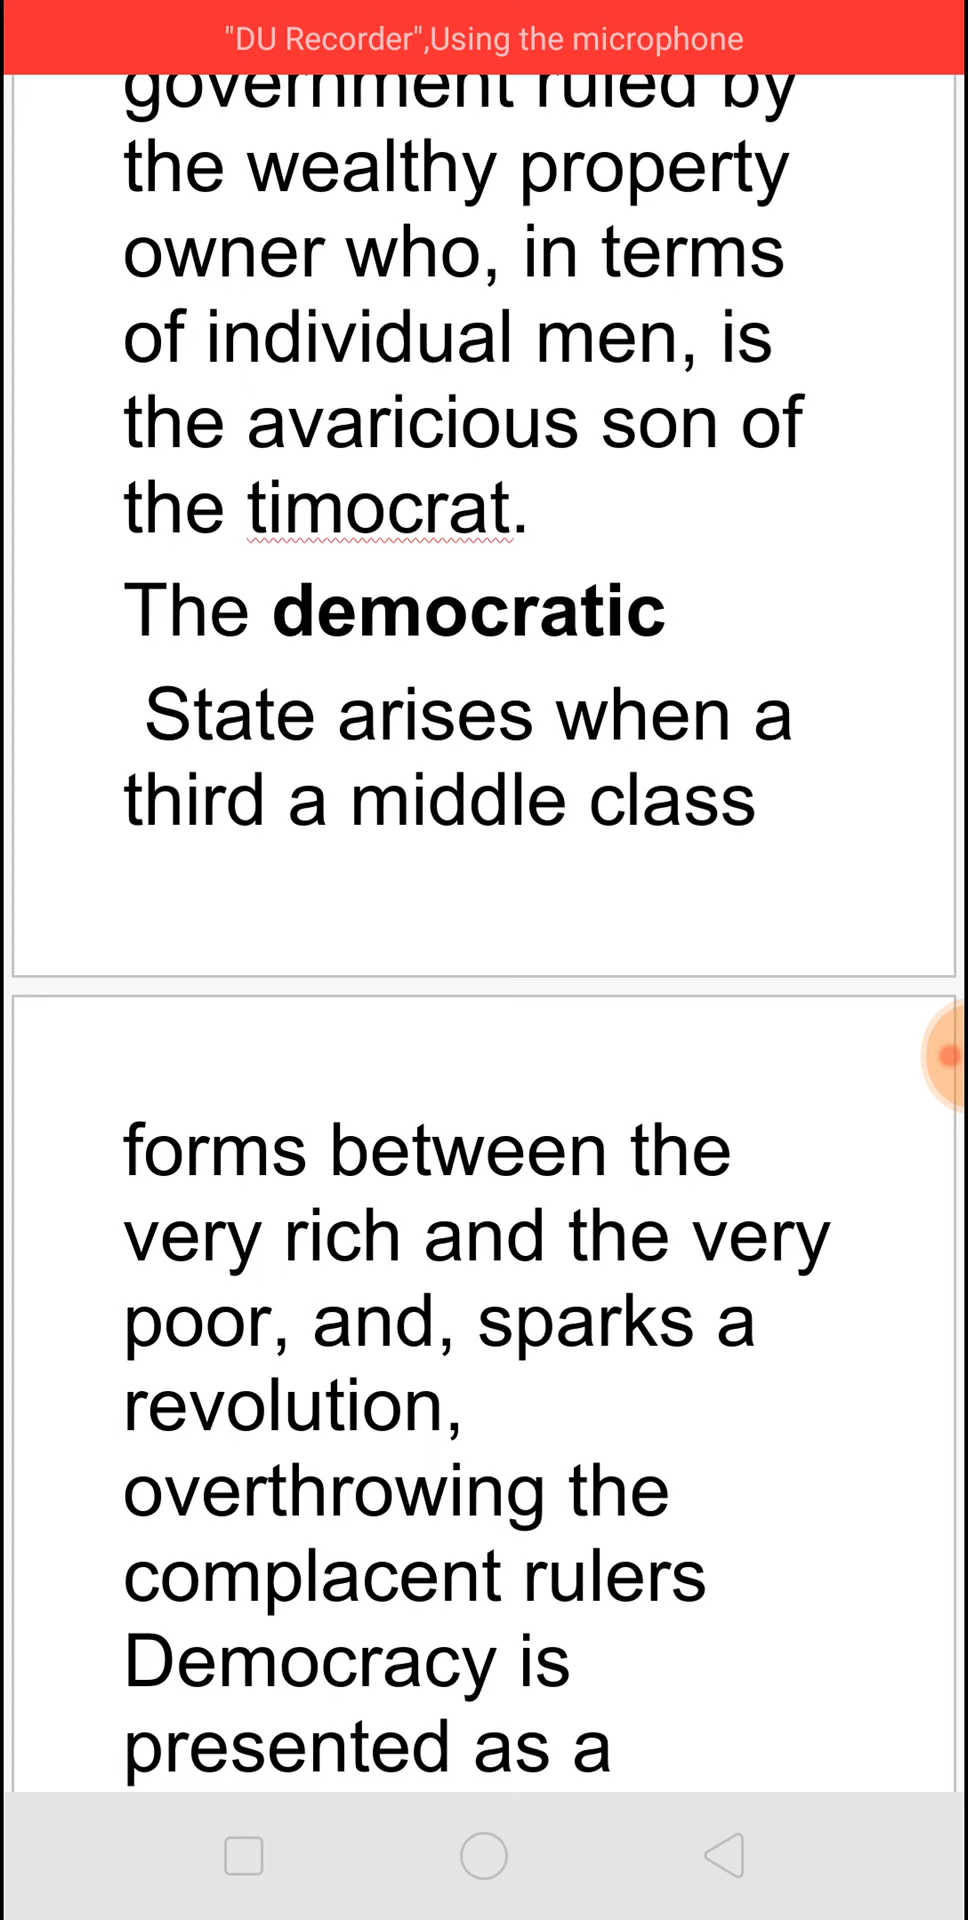 "DU Recorder",Using the microphone
government ruled by
the wealthy property
owner who, in terms
of individual men, is
the avaricious son of
the timocrat.
The democratic
State arises when a
third a middle class
forms between the
very rich and the very
poor, and, sparks a
revolution,
overthrowing the
complacent rulers
Democracy is
presented as a